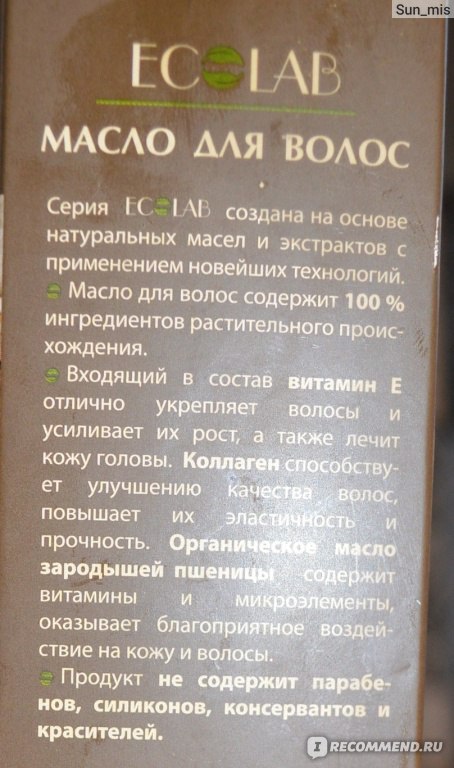 Sun_mis
ECOLAB
МАСЛО ДЛЯ ВОЛОС
Серия ECOLAB создана на основе
натуральных масел и экстрактов с
применением новейших технологий.
Масло для волос содержит 100 %
ингредиентов растительного проис-
хождения.
Входящий в состав витамин Е
отлично укрепляет волосы и
усиливает их рост, а также лечит
кожу головы. Коллаген способству-
ет улучшению качества волос,
повышает их эластичность и
прочность. Органическое масло
зародышей пшеницы содержит
витамины и микроэлементы,
оказывает благоприятное воздей-
ствие на кожу и волосы.
Продукт не содержит парабе-
нов, силиконов, консервантов и
красителей.
I RECOMMEND.RU